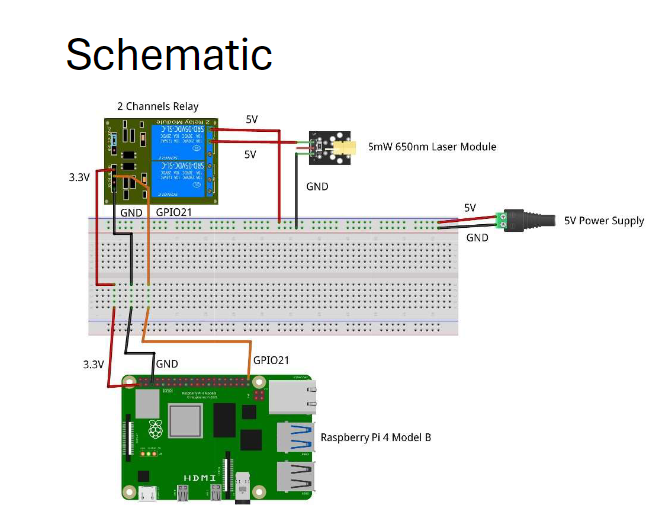 Schematic
2 Channels Relay
5V
5V
5mW 650nm Laser Module
3.3V
GND
GND
GPIO21
5V
5V Power Supply
GND
3.3V
GND
GPIO21
Raspberry Pi 4 Model B
HDMI